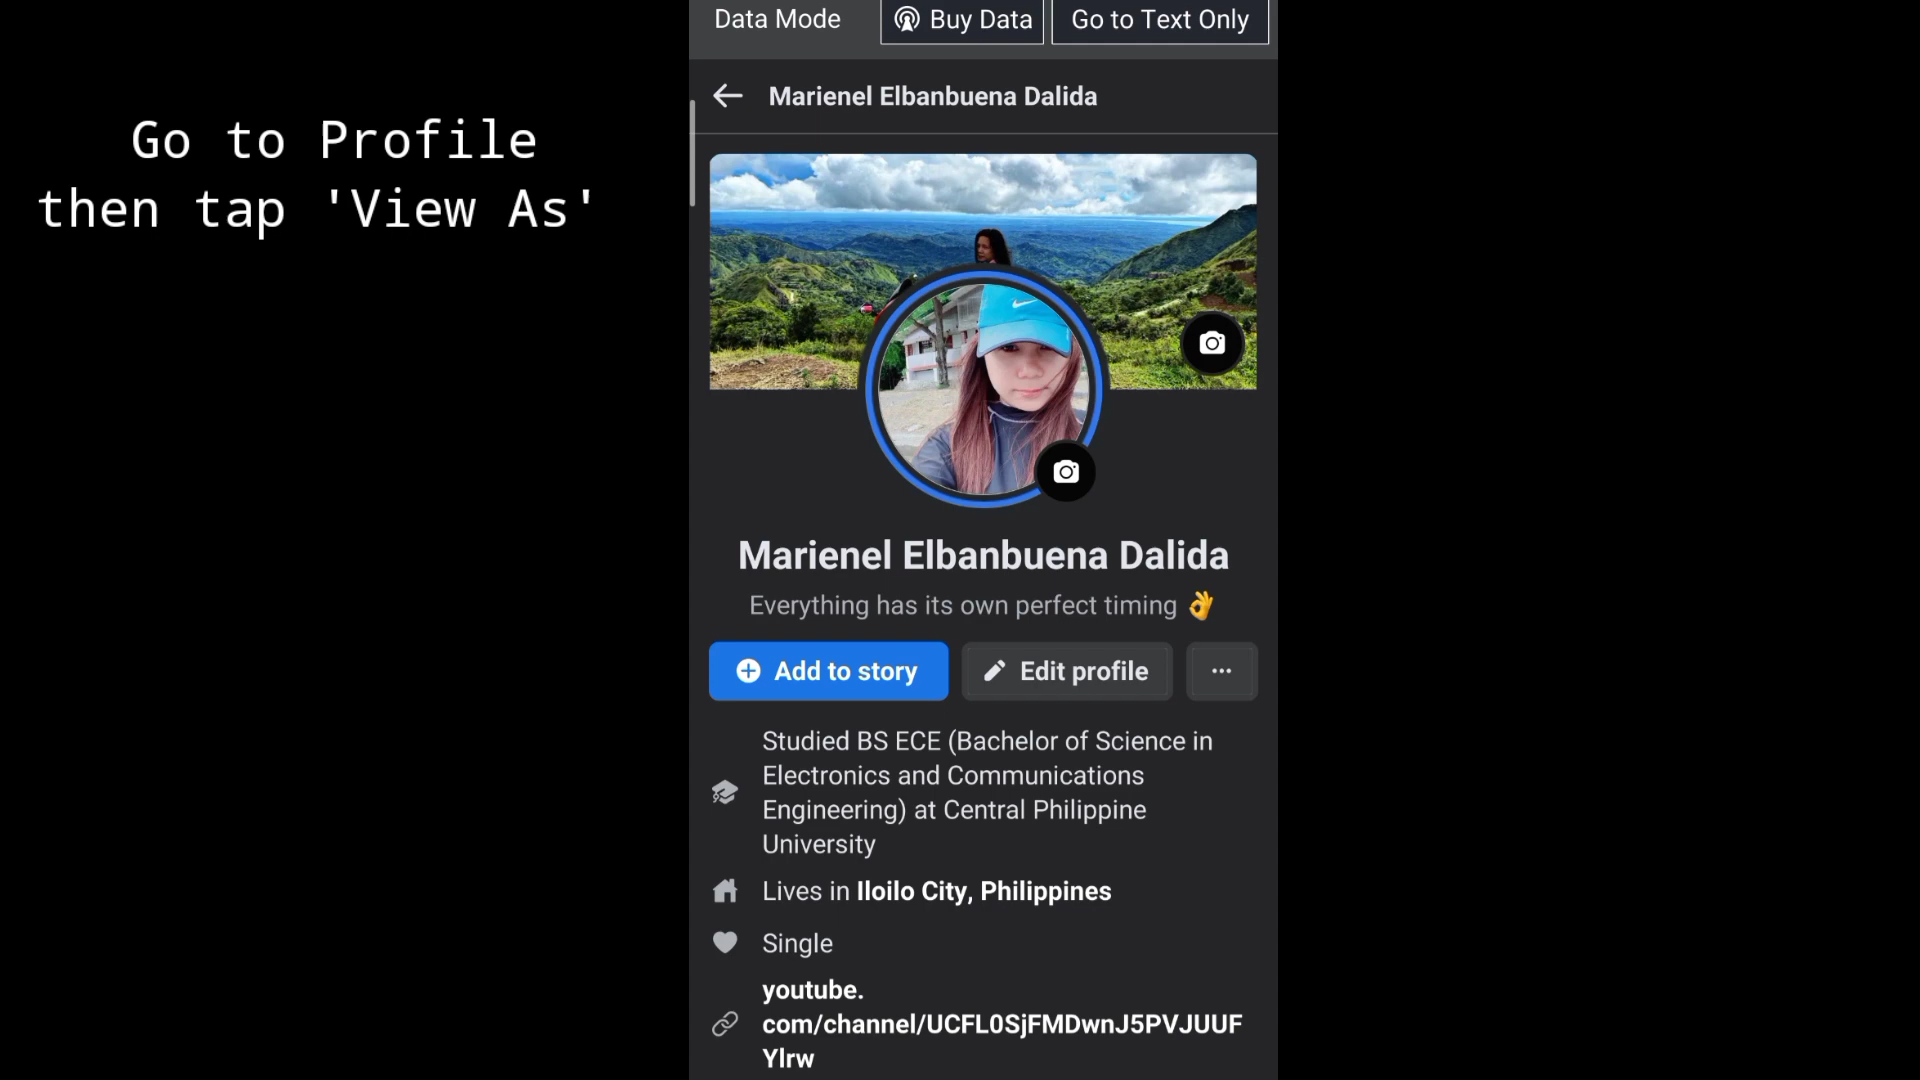 Go to Profile
then tap 'View As'
Data Mode
Buy Data
Go to Text Only
Marienel Elbanbuena Dalida
Marienel Elbanbuena Dalida
Everything has its own perfect timing 👌
Add to story
Edit profile
Studied BS ECE (Bachelor of Science in
Electronics and Communications
Engineering) at Central Philippine
University
Lives in Iloilo City, Philippines
Single
youtube.
com/channel/UCFL0SjFMDwnJ5PVJUUF
Ylrw